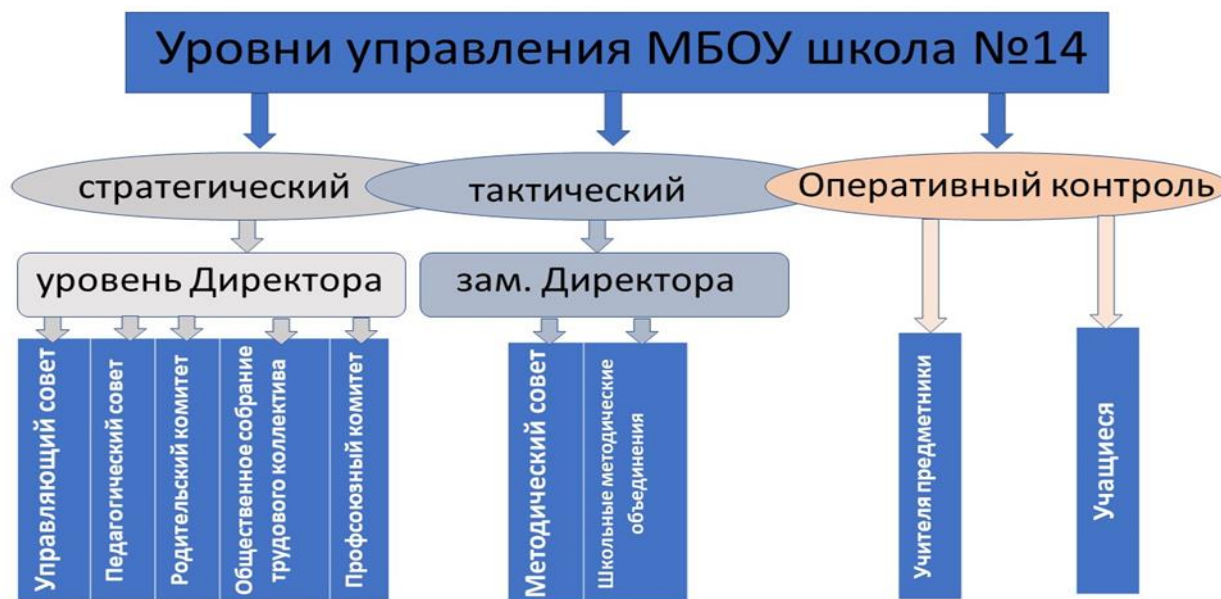 Уровни управления МБОУ школа №14
стратегический
тактический
Оперативный контроль
уровень Директора
зам. Директора
Управляющий совет
Педагогический совет
Родительский комитет
Общественное собрание
трудового коллектива
Профсоюзный комитет
Методический совет
Школьные методические
объединения
Учителя предметники
Учащиеся